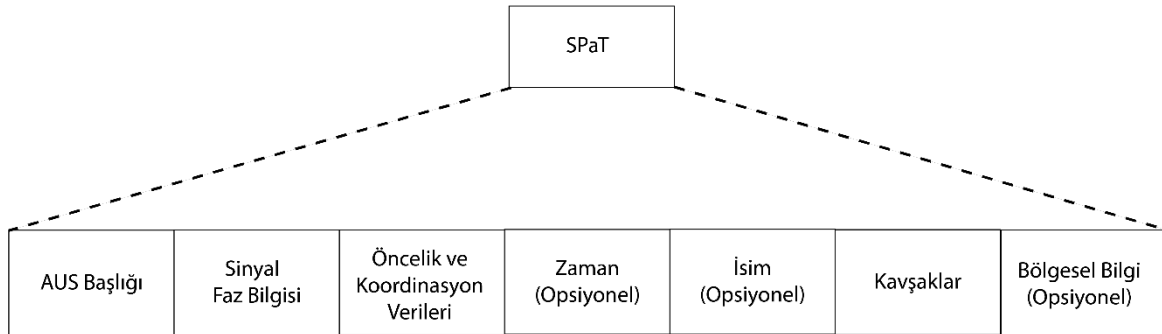 SPaT
AUS Başlığı
Sinyal
Faz Bilgisi
Öncelik ve
Koordinasyon
Verileri
Zaman
(Opsiyonel)
İsim
(Opsiyonel)
Kavşaklar
Bölgesel Bilgi
(Opsiyonel)